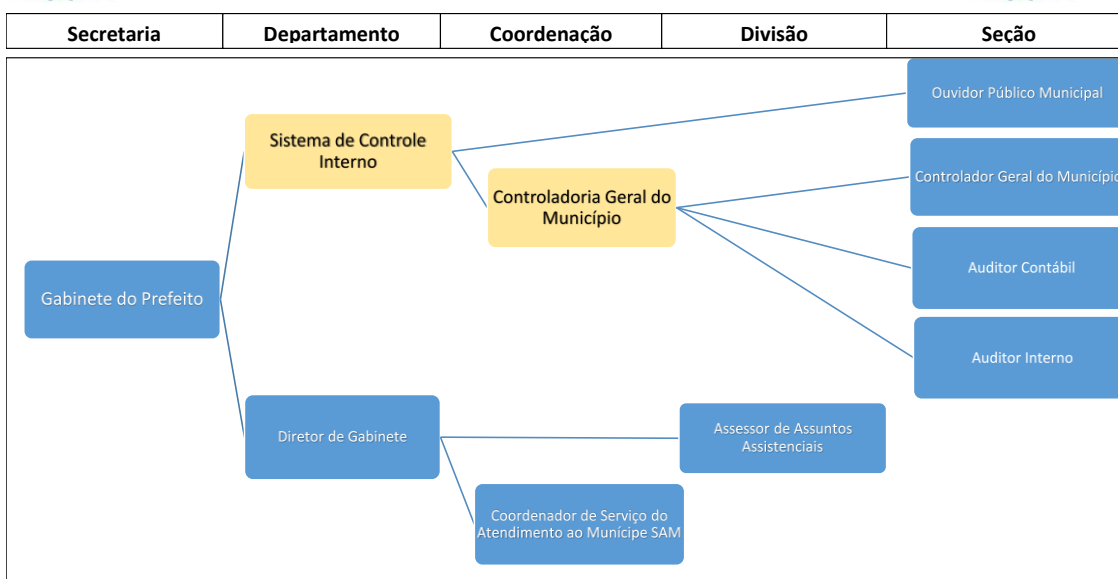 Secretaria
Departamento
Coordenação
Divisão
Seção
Ouvidor Público Municipal
Sistema de Controle
Interno
Controladoria Geral do
Município
Controlador Geral do Município
Auditor Contábil
Gabinete do Prefeito
Auditor Interno
Diretor de Gabinete
Assessor de Assuntos
Assistenciais
Coordenador de Serviço do
Atendimento ao Munícipe SAM